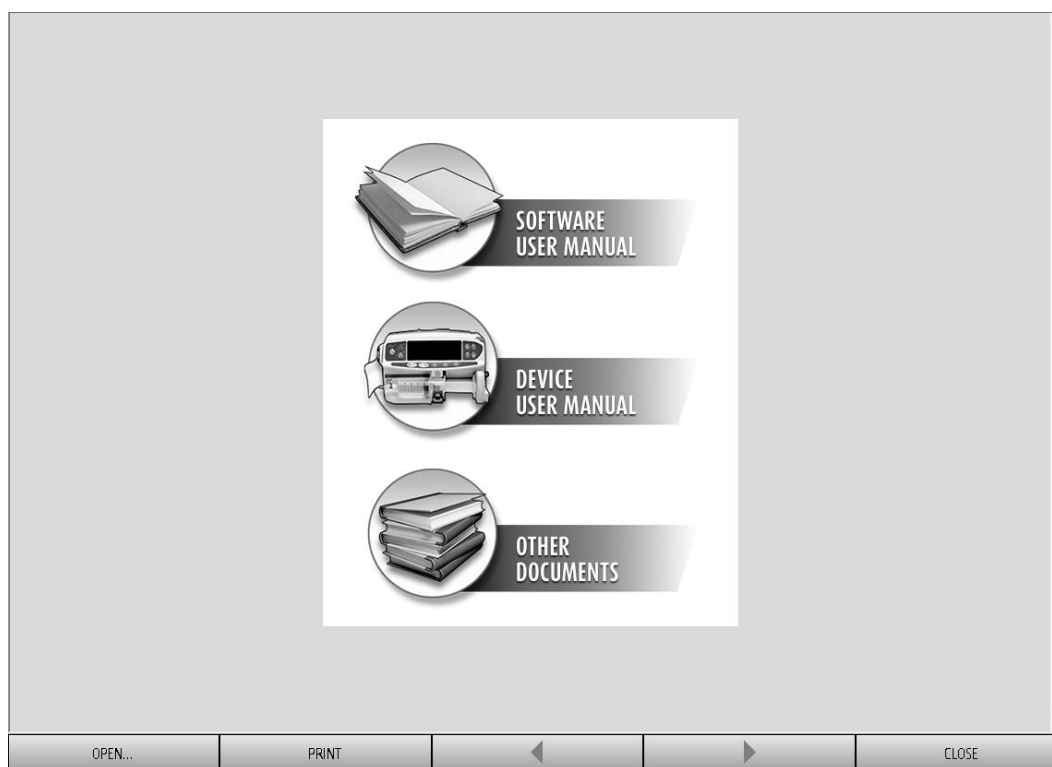 SOFTWARE
USER MANUAL
DEVICE
USER MANUAL
OTHER
DOCUMENTS
OPEN...
PRINT
CLOSE